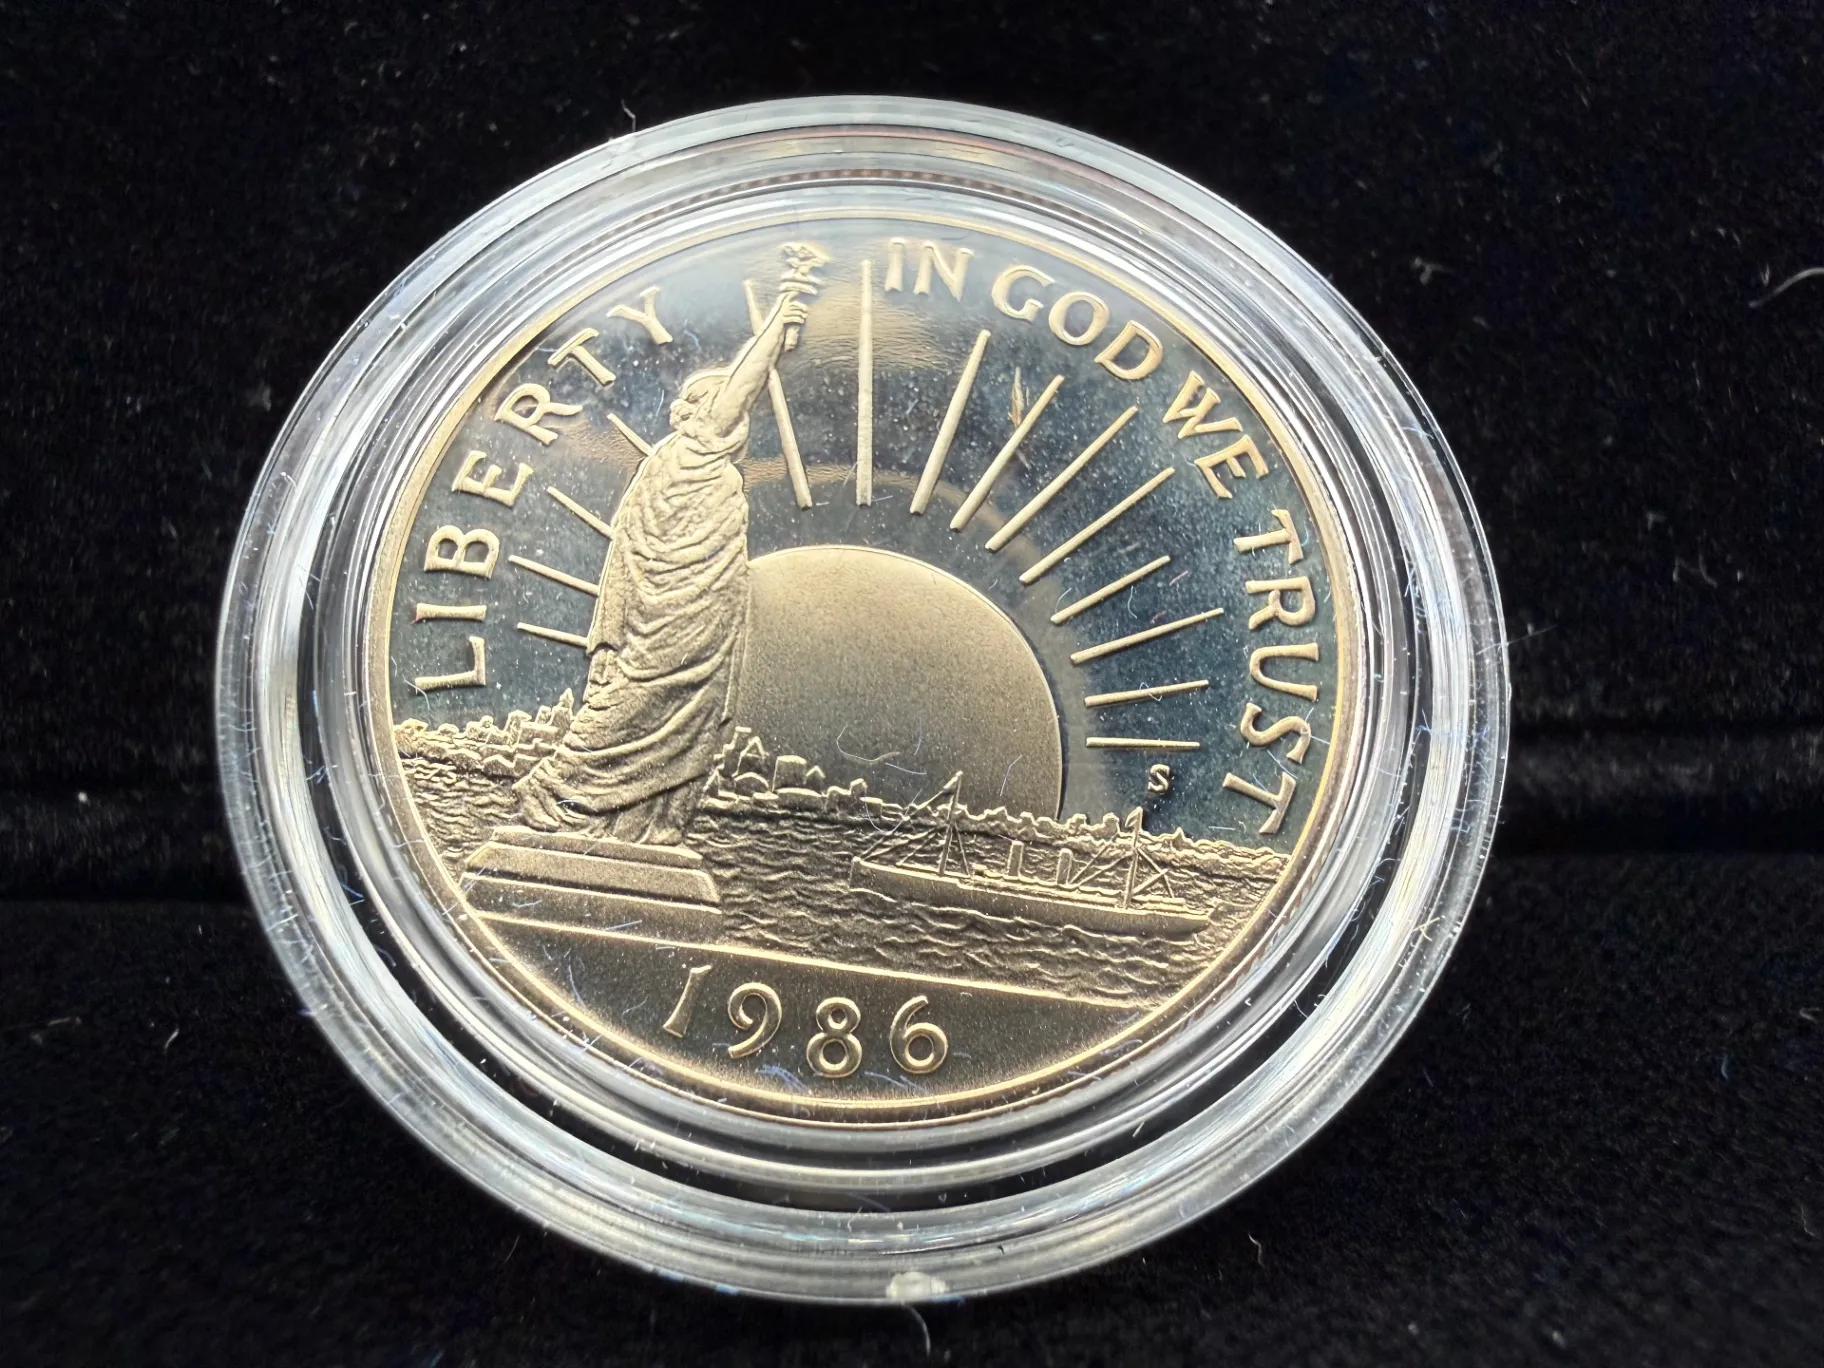 LIBERTY
IN GOD WE TRUST
S
1986